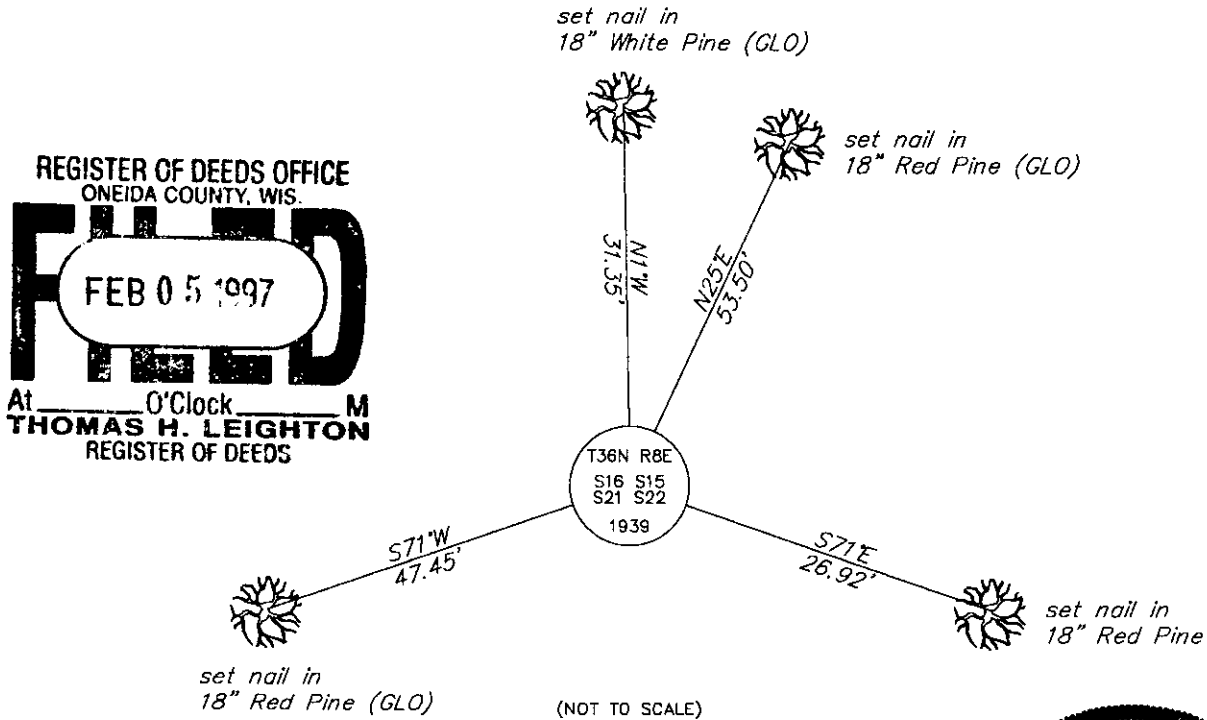 set nail in
18" White Pine (GLO)
set nail in
18" Red Pine (GLO)
REGISTER OF DEEDS OFFICE
ONEIDA COUNTY, WIS.
FILED
FEB 05 1997
At ______ O'Clock ______ M
THOMAS H. LEIGHTON
REGISTER OF DEEDS
N1°W
31.35'
N25°E
53.50'
T36N R8E
S16 S15
S21 S22
1939
S71°W
47.45'
S71°E
26.92'
set nail in
18" Red Pine
set nail in
18" Red Pine (GLO)
(NOT TO SCALE)